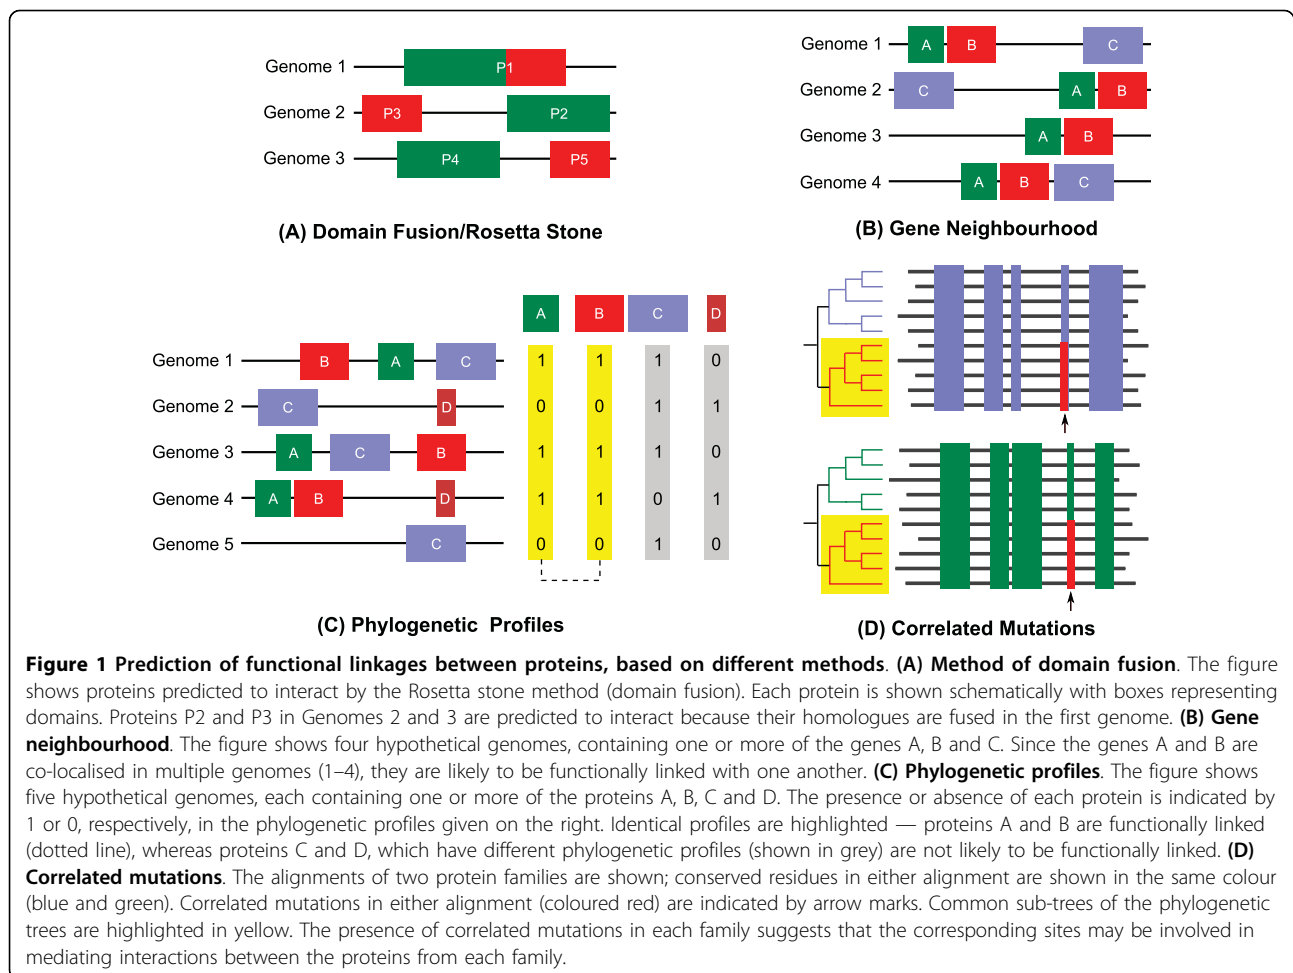 Genome 1
P1
Genome 2
P3
P2
Genome 3
P4
P5
(A) Domain Fusion/Rosetta Stone
Genome 1
A B C
Genome 2
C A B
Genome 3
A B
Genome 4
A B C
(B) Gene Neighbourhood
A B C D
Genome 1 B A C 1 1 1 0
Genome 2 C D 0 0 1 1
Genome 3 A C B 1 1 1 0
Genome 4 A B D 1 1 0 1
Genome 5 C 0 0 1 0
(C) Phylogenetic Profiles
(D) Correlated Mutations
Figure 1 Prediction of functional linkages between proteins, based on different methods. (A) Method of domain fusion. The figure
shows proteins predicted to interact by the Rosetta stone method (domain fusion). Each protein is shown schematically with boxes representing
domains. Proteins P2 and P3 in Genomes 2 and 3 are predicted to interact because their homologues are fused in the first genome. (B) Gene
neighbourhood. The figure shows four hypothetical genomes, containing one or more of the genes A, B and C. Since the genes A and B are
co-localised in multiple genomes (1–4), they are likely to be functionally linked with one another. (C) Phylogenetic profiles. The figure shows
five hypothetical genomes, each containing one or more of the proteins A, B, C and D. The presence or absence of each protein is indicated by
1 or 0, respectively, in the phylogenetic profiles given on the right. Identical profiles are highlighted — proteins A and B are functionally linked
(dotted line), whereas proteins C and D, which have different phylogenetic profiles (shown in grey) are not likely to be functionally linked. (D)
Correlated mutations. The alignments of two protein families are shown; conserved residues in either alignment are shown in the same colour
(blue and green). Correlated mutations in either alignment (coloured red) are indicated by arrow marks. Common sub-trees of the phylogenetic
trees are highlighted in yellow. The presence of correlated mutations in each family suggests that the corresponding sites may be involved in
mediating interactions between the proteins from each family.